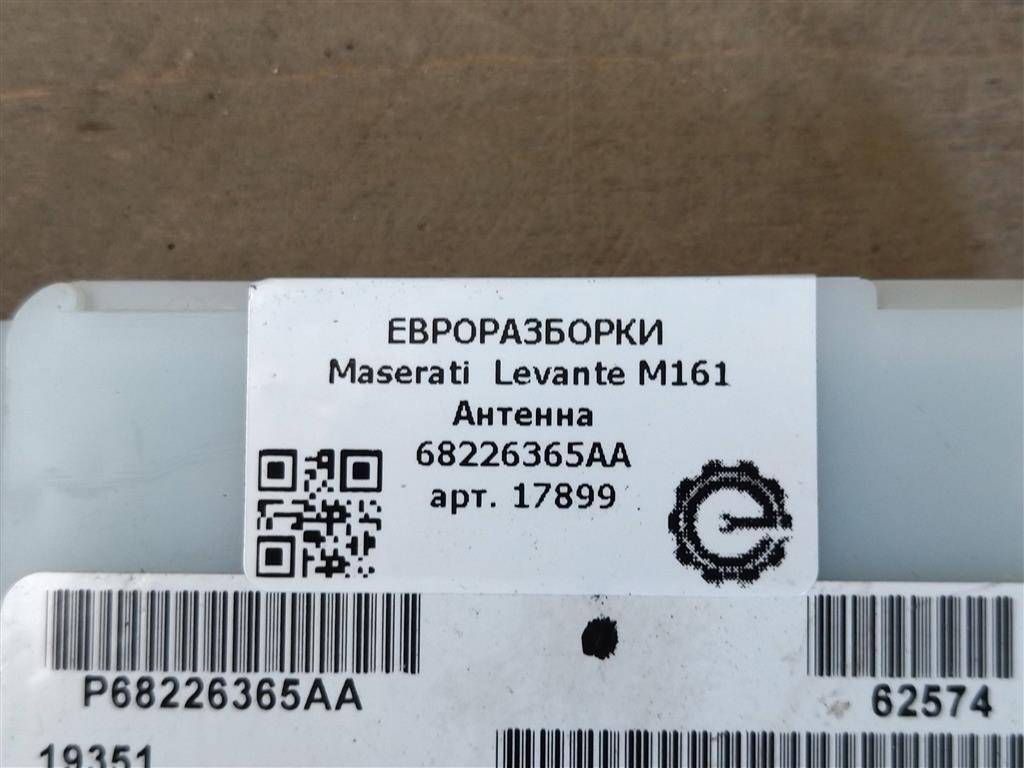 ЕВРОРАЗБОРКИ
Maserati Levante M161
Антенна
68226365AA
арт. 17899
P68226365AA
62574
19351